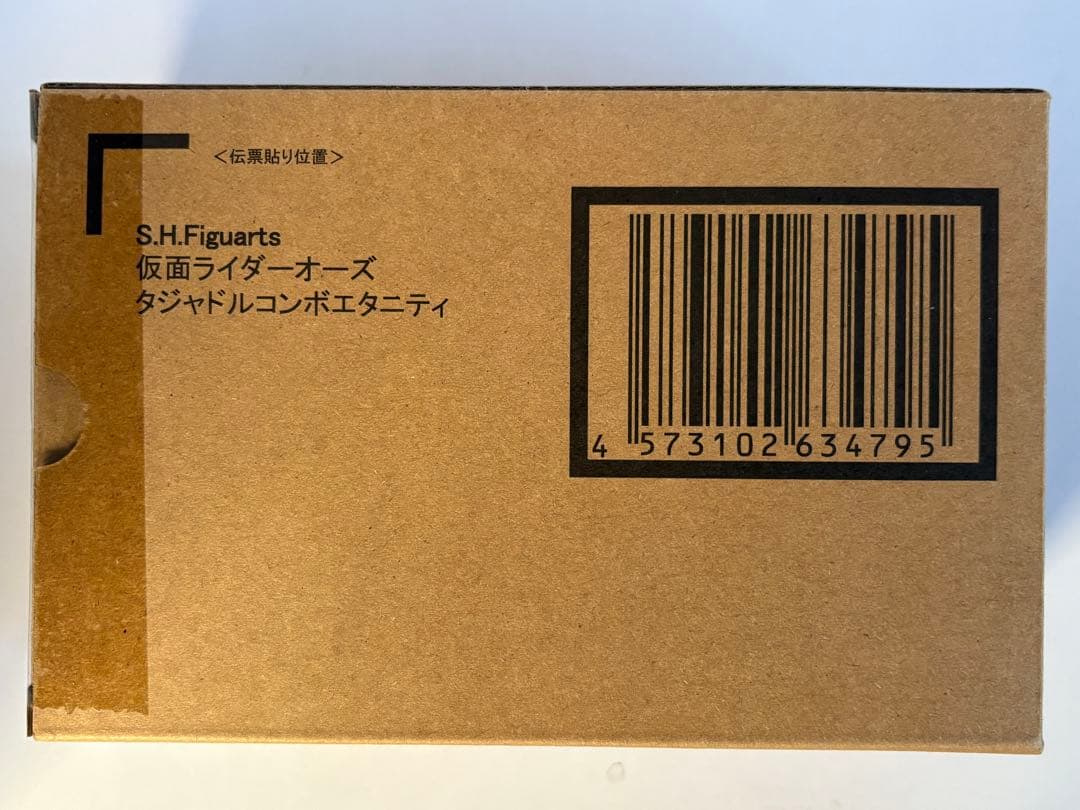 ＜伝票貼り位置＞
S.H.Figuarts
仮面ライダーオーズ
タジャドルコンボエタニティ
4 573102 634795